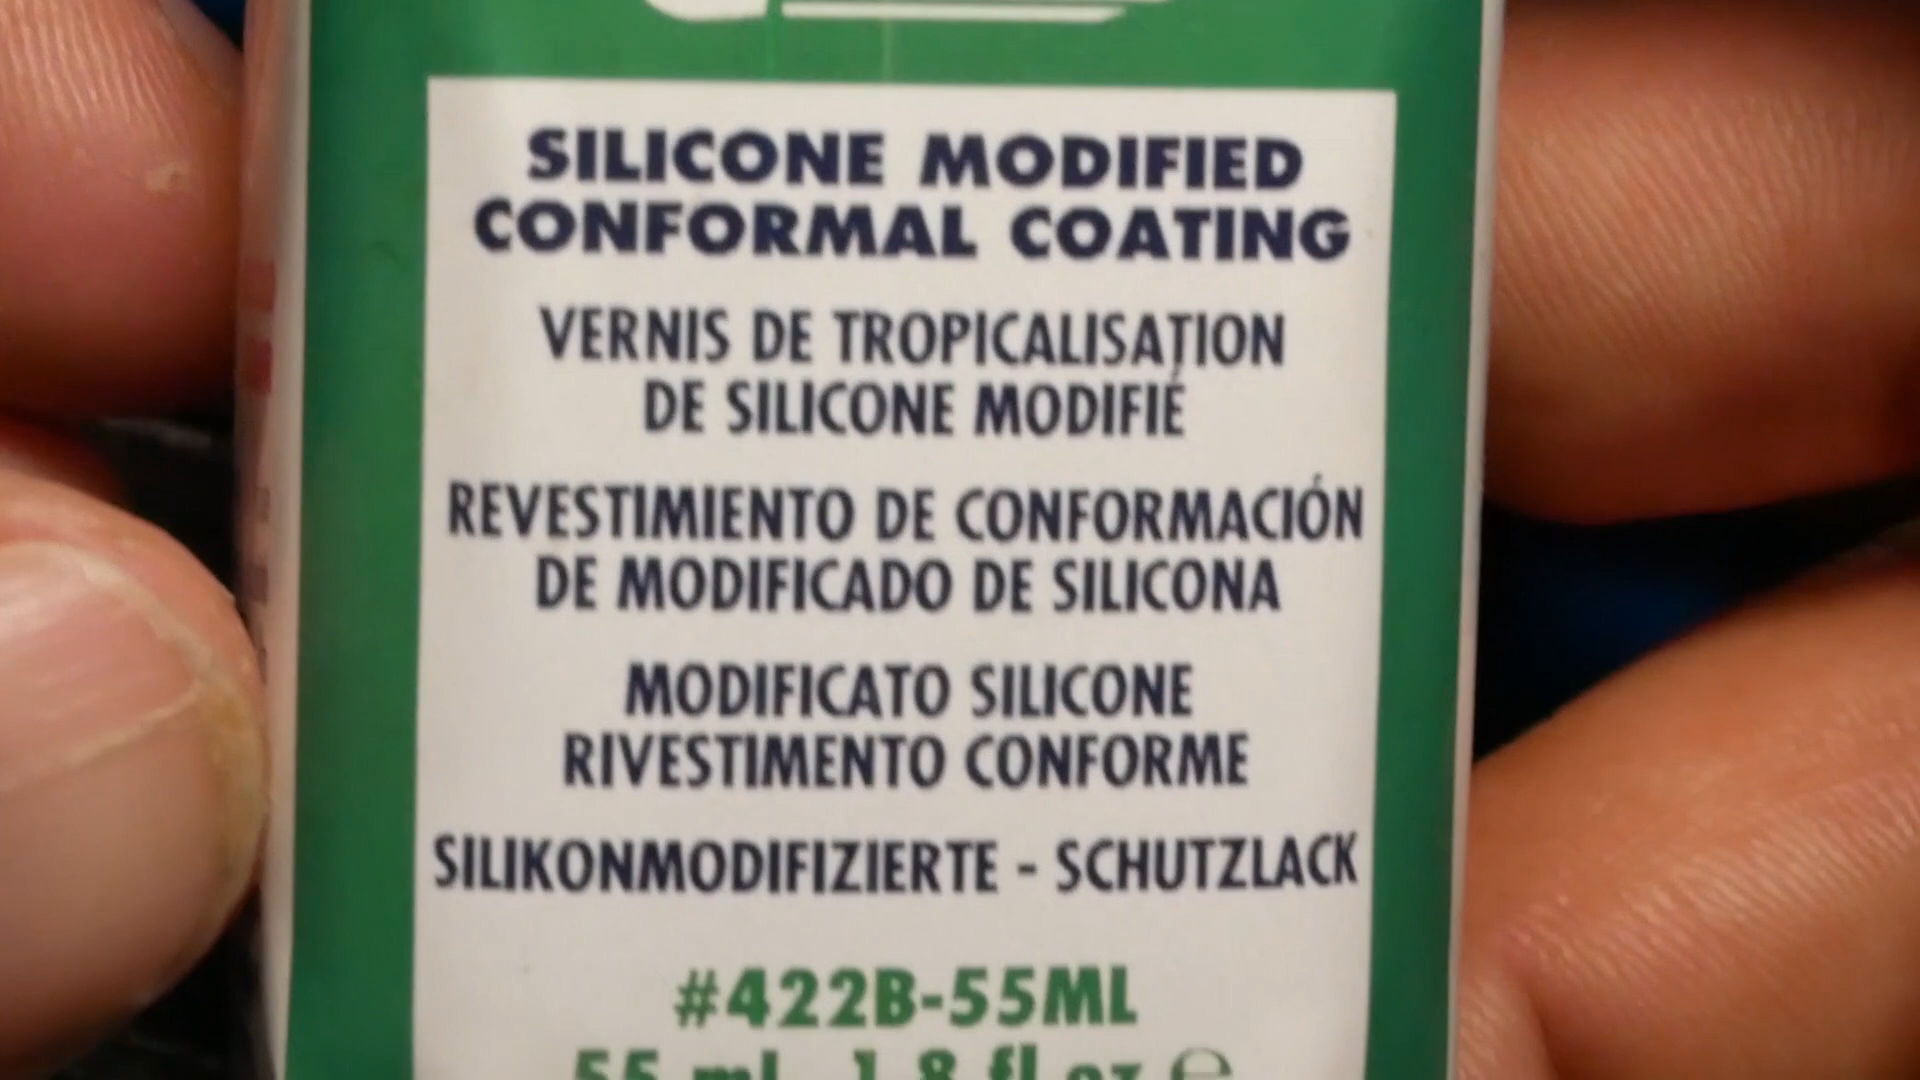 SILICONE MODIFIED
CONFORMAL COATING
VERNIS DE TROPICALISATION
DE SILICONE MODIFIÉ
REVESTIMIENTO DE CONFORMACIÓN
DE MODIFICADO DE SILICONA
MODIFICATO SILICONE
RIVESTIMENTO CONFORME
SILIKONMODIFIZIERTE - SCHUTZLACK
#422B-55ML
55 ml 1.8 fl oz ℮